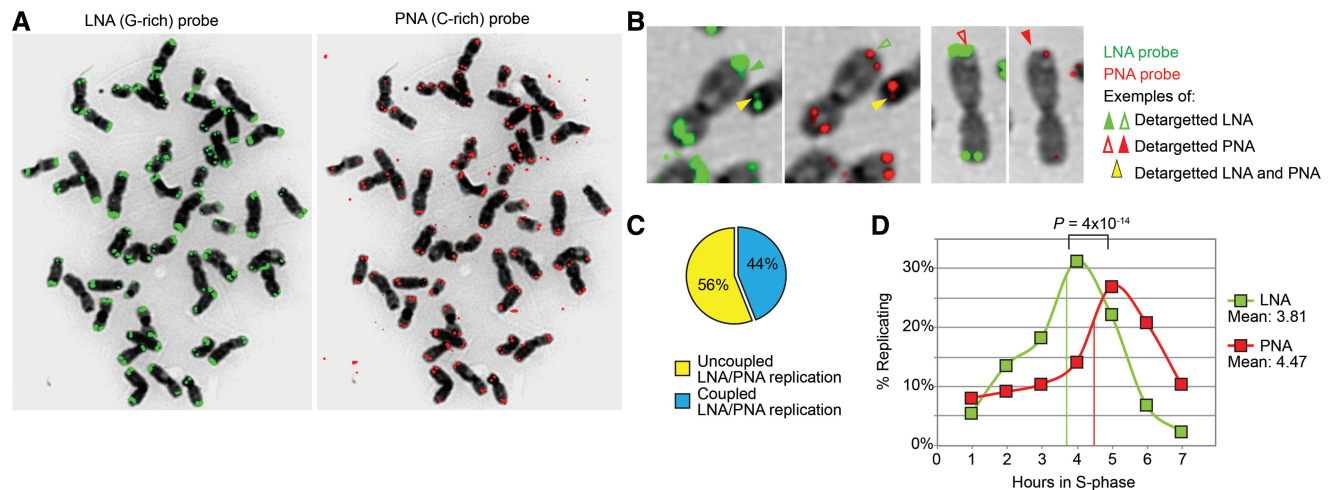 A
LNA (G-rich) probe
PNA (C-rich) probe
B
LNA probe
PNA probe
Exemples of:
Detargetted LNA
Detargetted PNA
Detargetted LNA and PNA
C
56%
44%
Uncoupled
LNA/PNA replication
Coupled
LNA/PNA replication
D
P = 4x10⁻¹⁴
30%
20%
10%
0%
% Replicating
0 1 2 3 4 5 6 7
Hours in S-phase
LNA
Mean: 3.81
PNA
Mean: 4.47